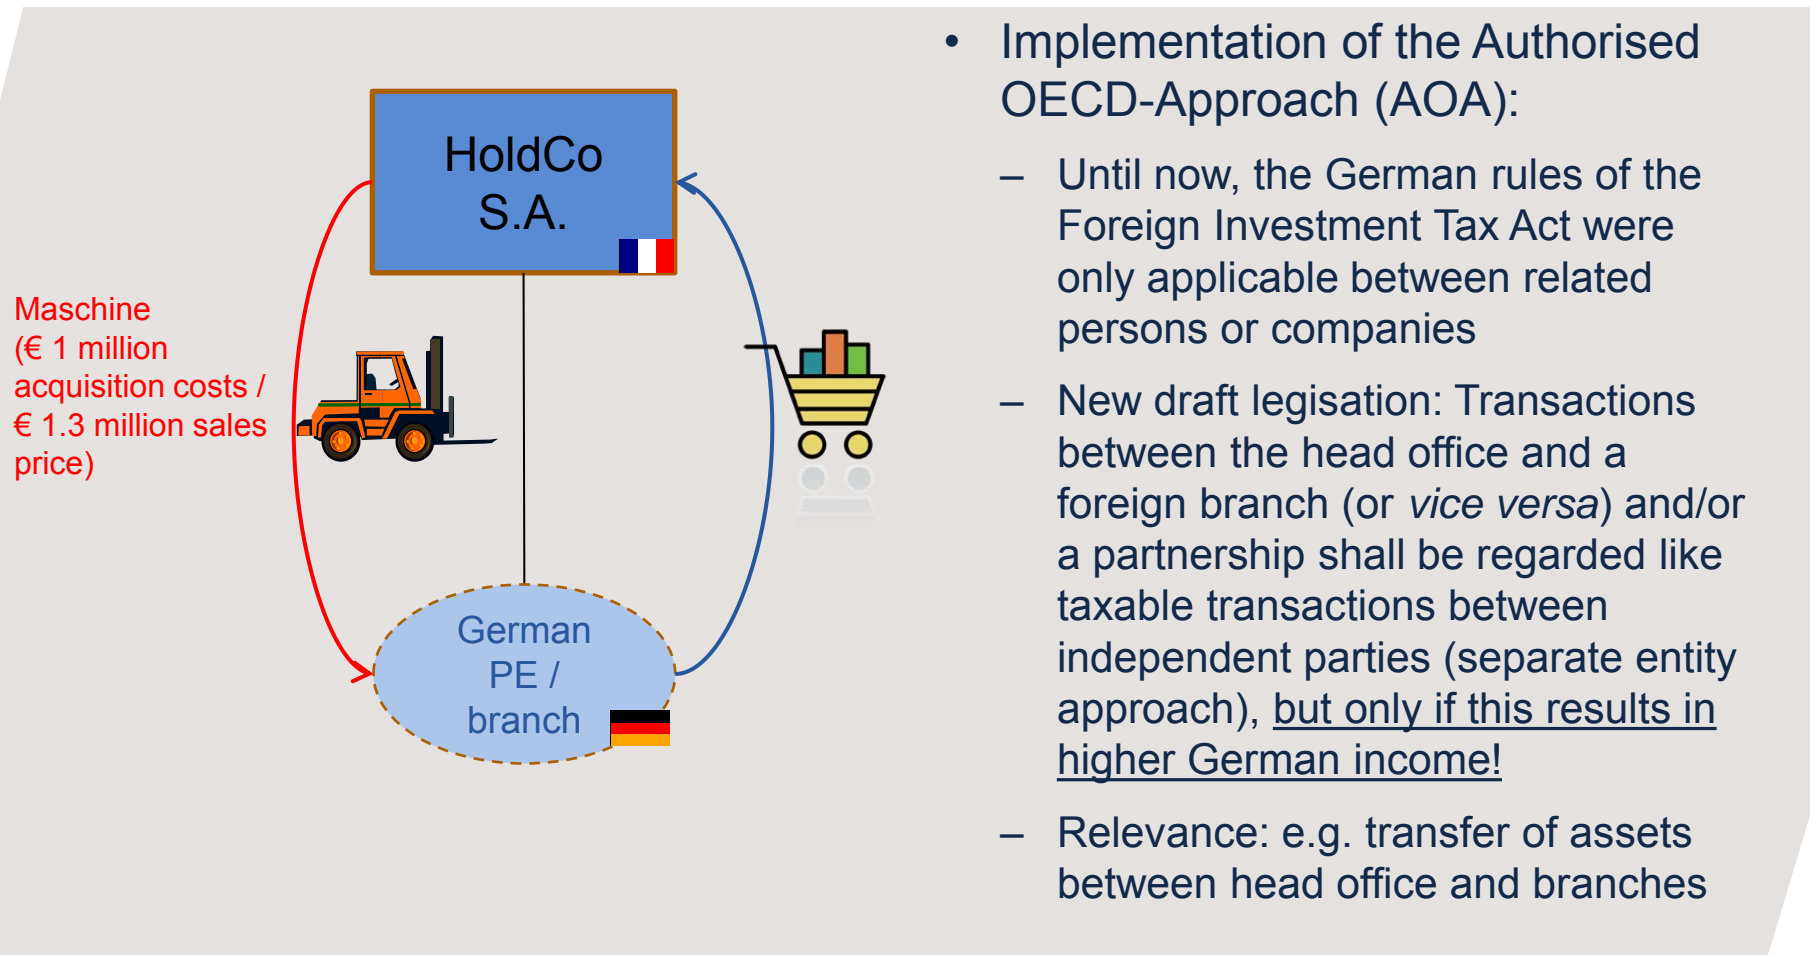 HoldCo
S.A.
Maschine
(€ 1 million
acquisition costs /
€ 1.3 million sales
price)
German
PE /
branch
• Implementation of the Authorised
OECD-Approach (AOA):
– Until now, the German rules of the
Foreign Investment Tax Act were
only applicable between related
persons or companies
– New draft legisation: Transactions
between the head office and a
foreign branch (or vice versa) and/or
a partnership shall be regarded like
taxable transactions between
independent parties (separate entity
approach), but only if this results in
higher German income!
– Relevance: e.g. transfer of assets
between head office and branches